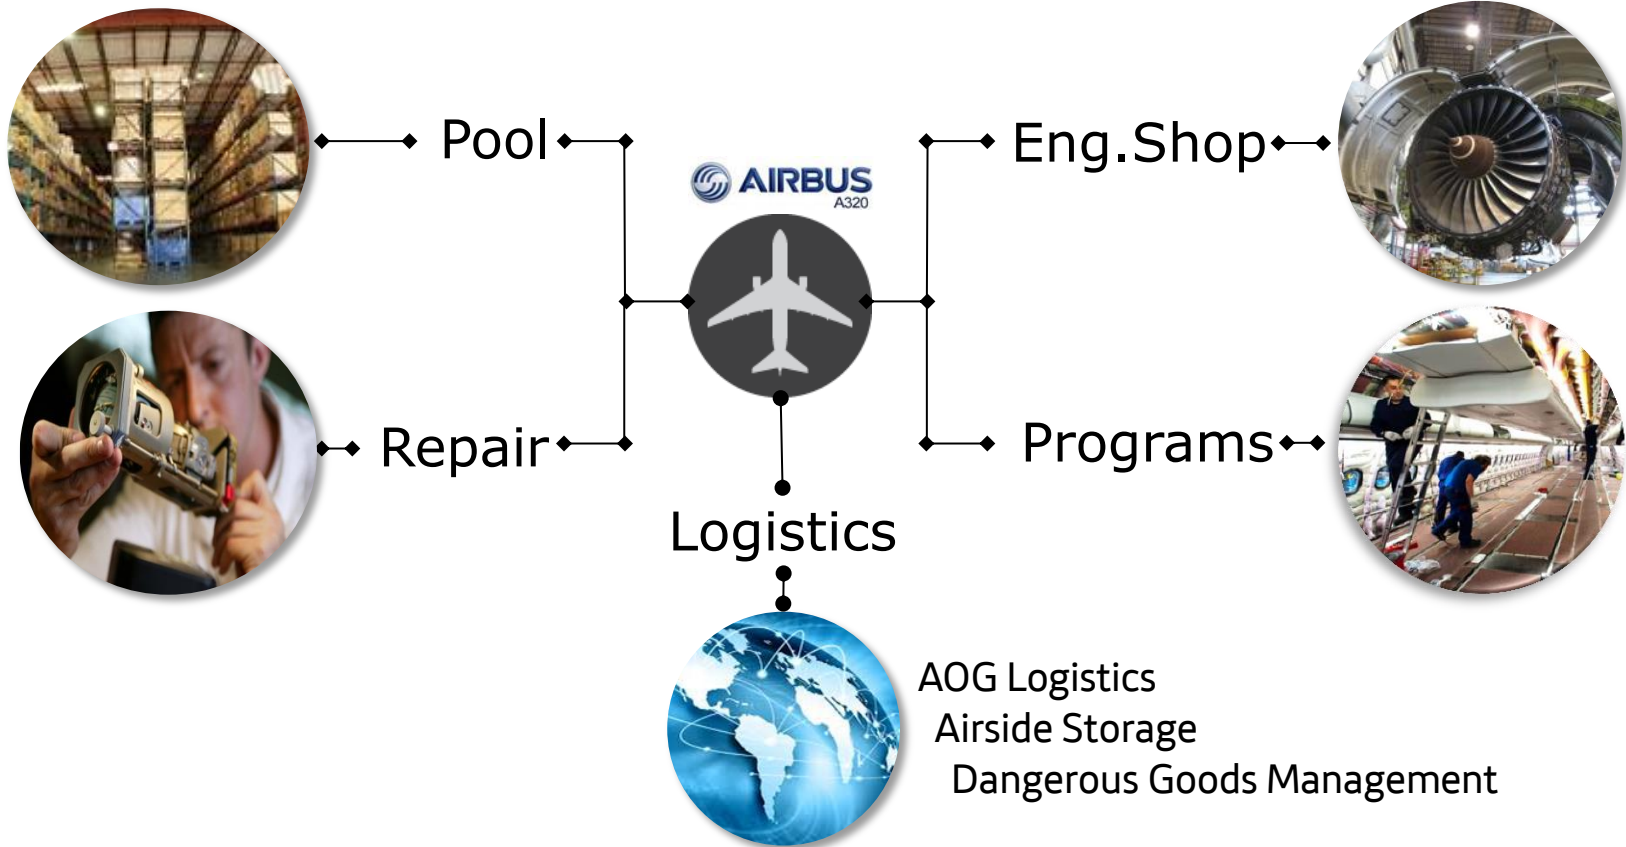 Pool
Eng.Shop
AIRBUS
A320
Repair
Programs
Logistics
AOG Logistics
Airside Storage
Dangerous Goods Management